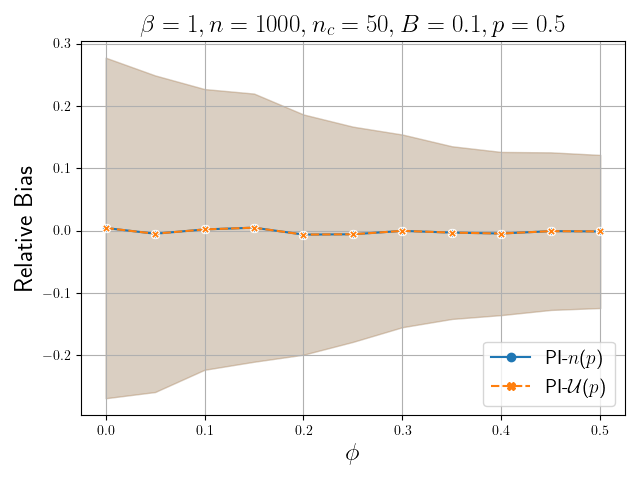 β = 1, n = 1000, n_c = 50, B = 0.1, p = 0.5
Relative Bias
0.3
0.2
0.1
0.0
−0.1
−0.2
PI-n(p)
PI-𝒰(p)
0.0 0.1 0.2 0.3 0.4 0.5
ϕ